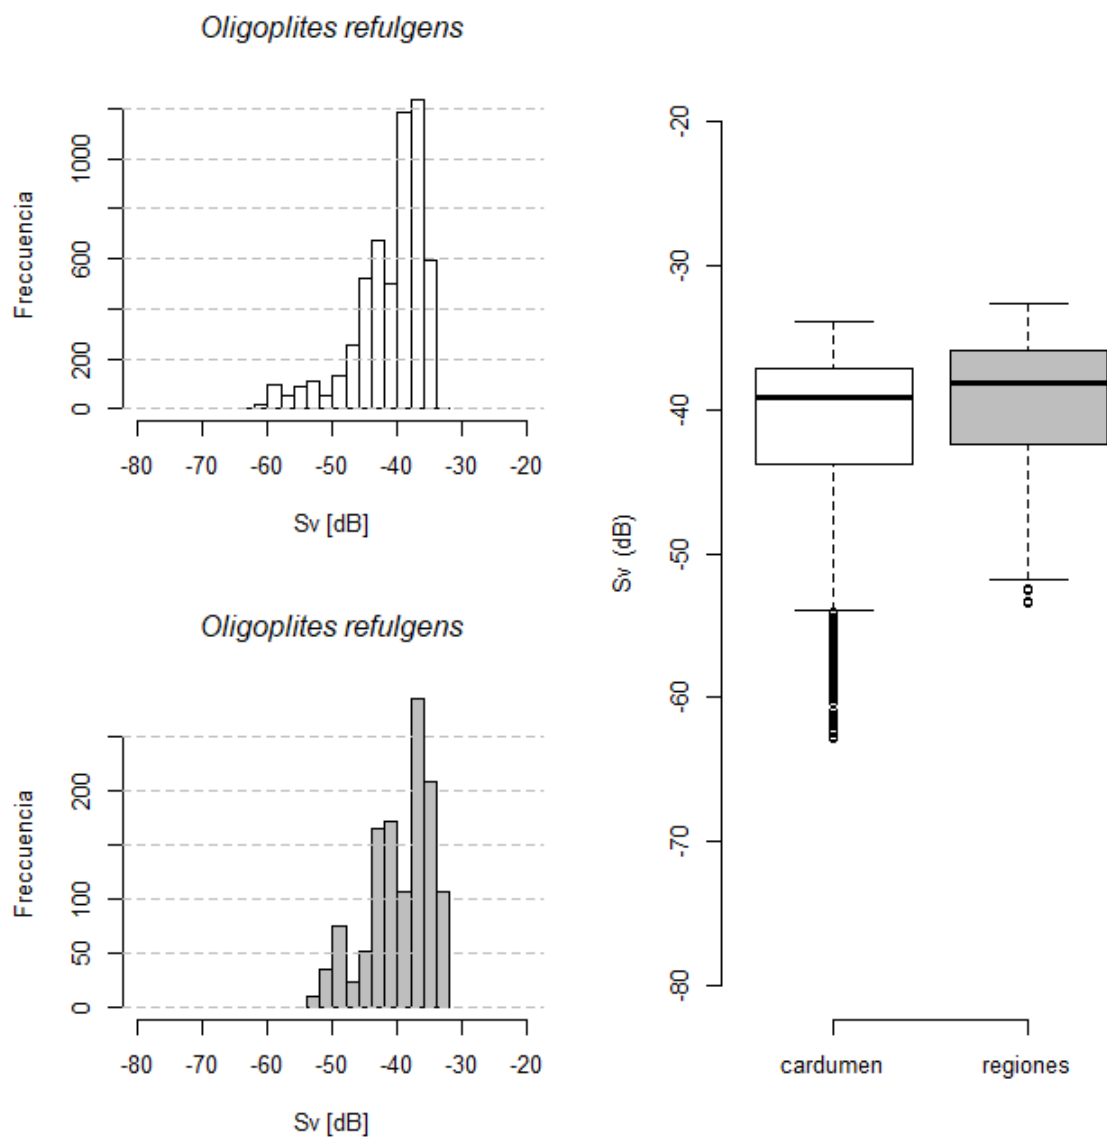 Oligoplites refulgens
Freccuencia
0
200
600
1000
-80 -70 -60 -50 -40 -30 -20
Sv [dB]
Oligoplites refulgens
Freccuencia
0
50
100
200
-80 -70 -60 -50 -40 -30 -20
Sv [dB]
Sv (dB)
-20
-30
-40
-50
-60
-70
-80
cardumen regiones